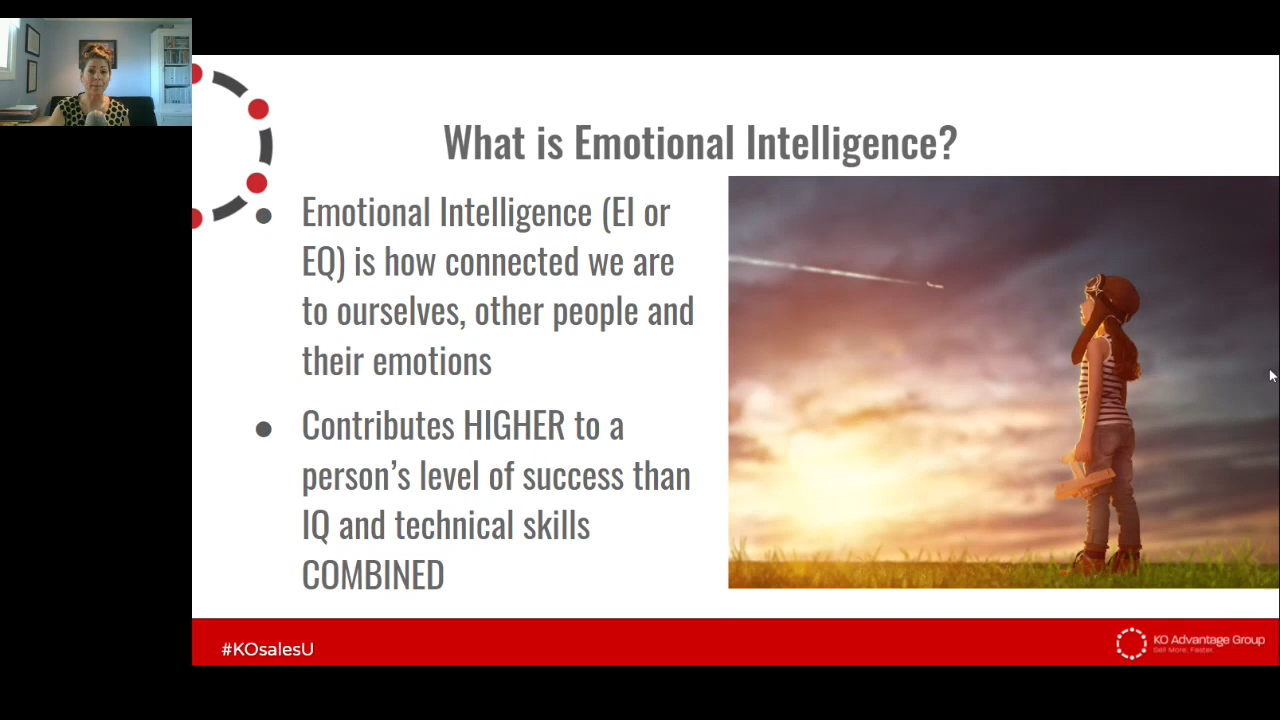 What is Emotional Intelligence?
Emotional Intelligence (EI or
EQ) is how connected we are
to ourselves, other people and
their emotions
Contributes HIGHER to a
person’s level of success than
IQ and technical skills
COMBINED
#KOsalesU
KO Advantage Group
Sell More. Faster.